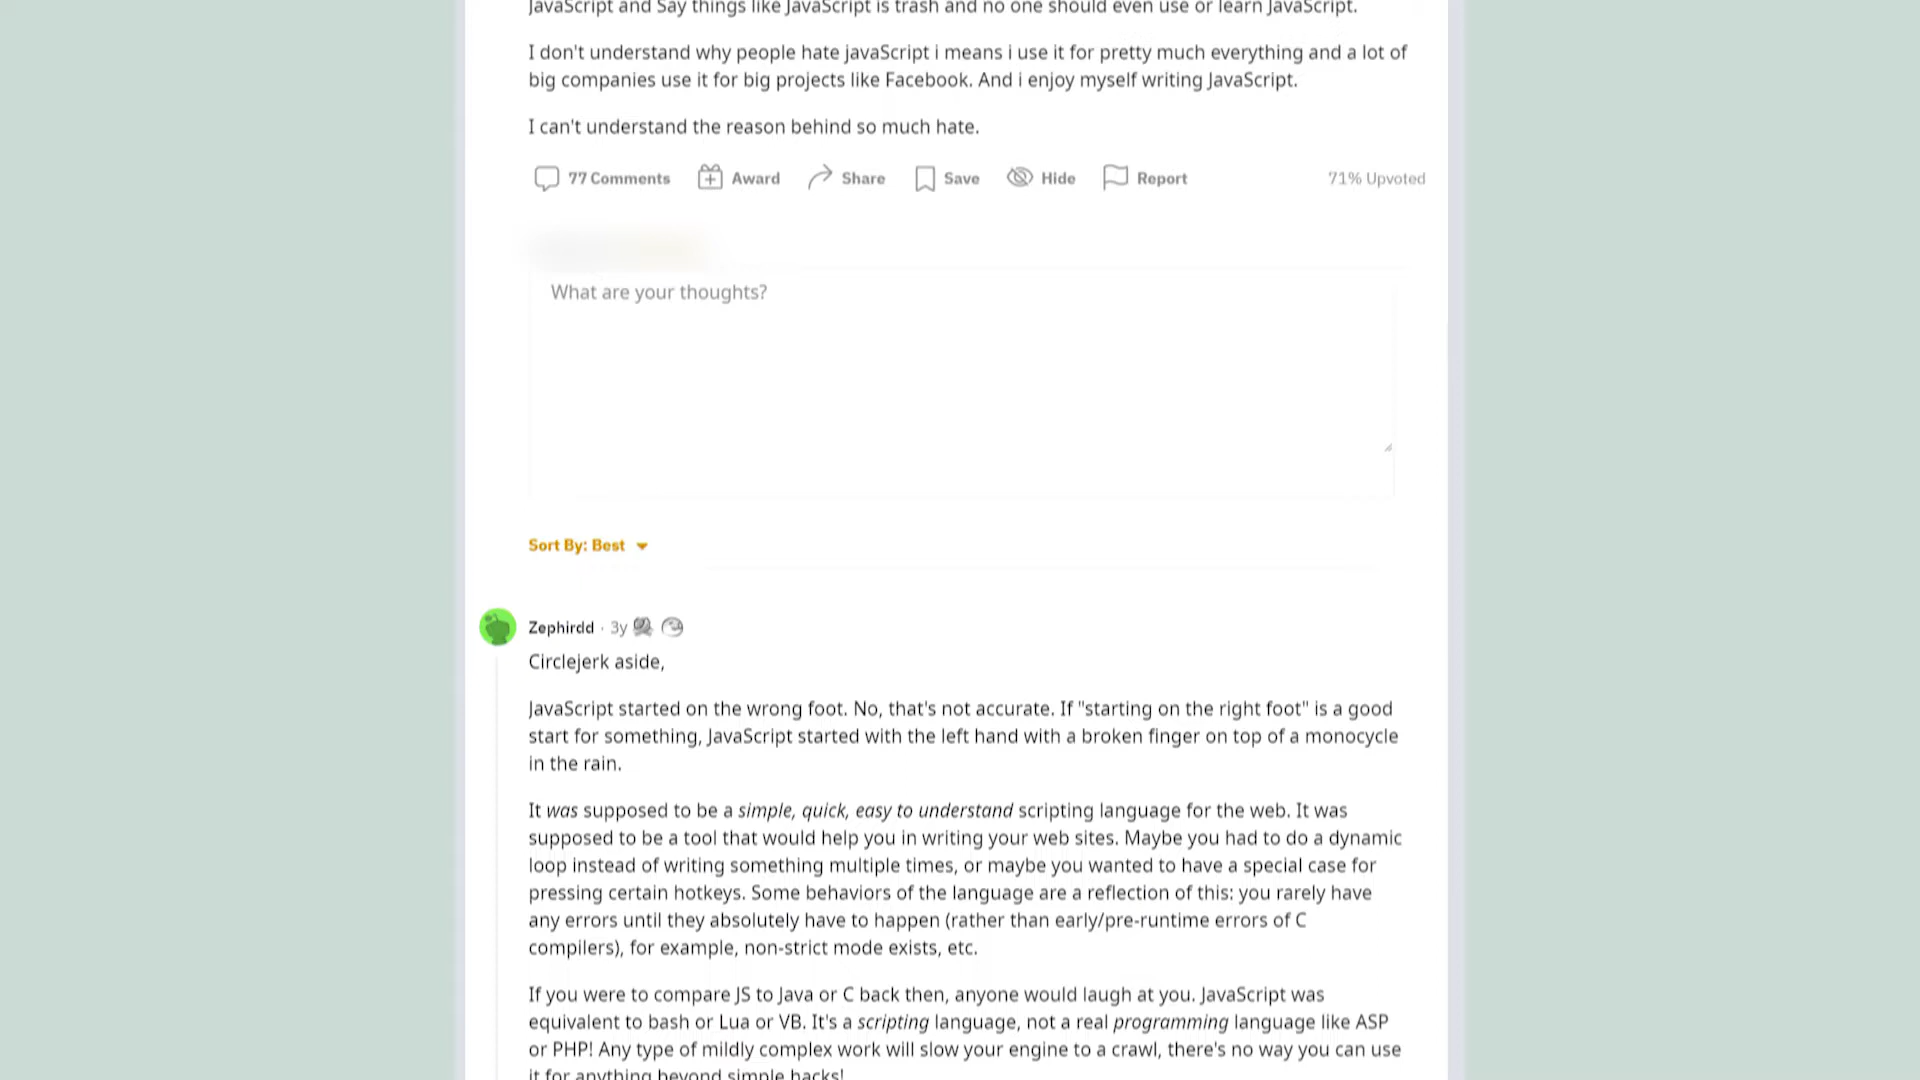 JavaScript and Say things like JavaScript is trash and no one should even use or learn JavaScript.
I don't understand why people hate javaScript i means i use it for pretty much everything and a lot of
big companies use it for big projects like Facebook. And i enjoy myself writing JavaScript.
I can't understand the reason behind so much hate.
77 Comments Award Share Save Hide Report 71% Upvoted
What are your thoughts?
Sort By: Best
Zephirdd · 3y
Circlejerk aside,
JavaScript started on the wrong foot. No, that's not accurate. If "starting on the right foot" is a good
start for something, JavaScript started with the left hand with a broken finger on top of a monocycle
in the rain.
It was supposed to be a simple, quick, easy to understand scripting language for the web. It was
supposed to be a tool that would help you in writing your web sites. Maybe you had to do a dynamic
loop instead of writing something multiple times, or maybe you wanted to have a special case for
pressing certain hotkeys. Some behaviors of the language are a reflection of this: you rarely have
any errors until they absolutely have to happen (rather than early/pre-runtime errors of C
compilers), for example, non-strict mode exists, etc.
If you were to compare JS to Java or C back then, anyone would laugh at you. JavaScript was
equivalent to bash or Lua or VB. It's a scripting language, not a real programming language like ASP
or PHP! Any type of mildly complex work will slow your engine to a crawl, there's no way you can use
it for anything beyond simple hacks!